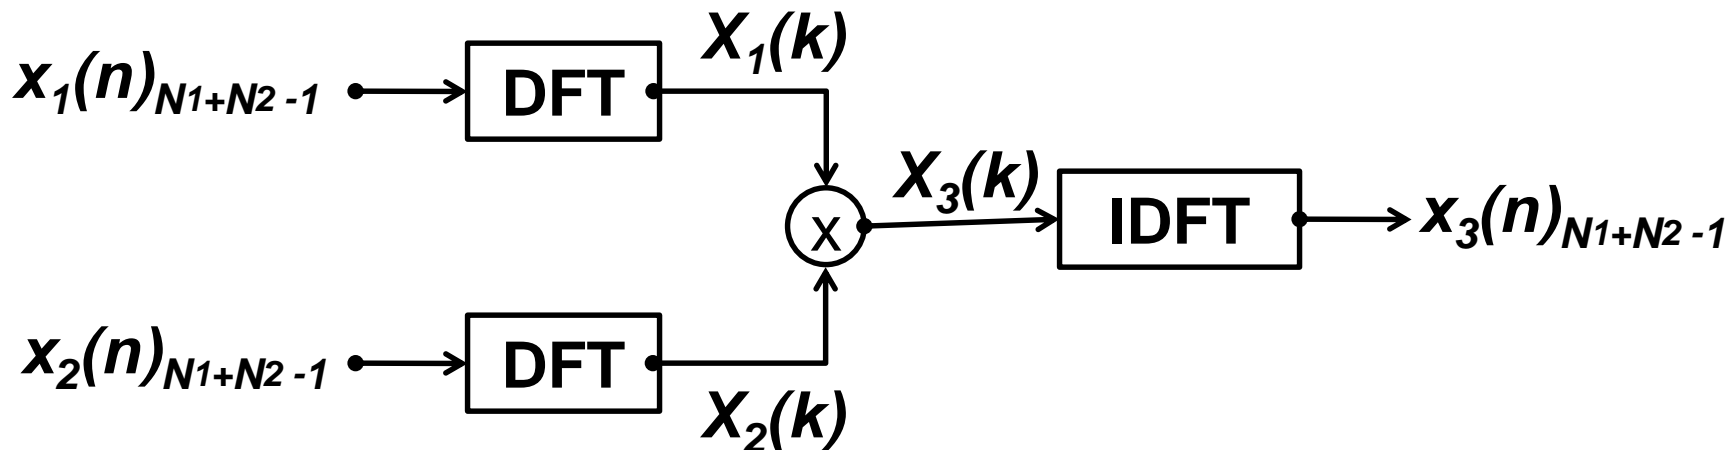 X₁(k)
x₁(n)N1+N2 -1
DFT
X₃(k)
X
IDFT
x₃(n)N1+N2 -1
x₂(n)N1+N2 -1
DFT
X₂(k)